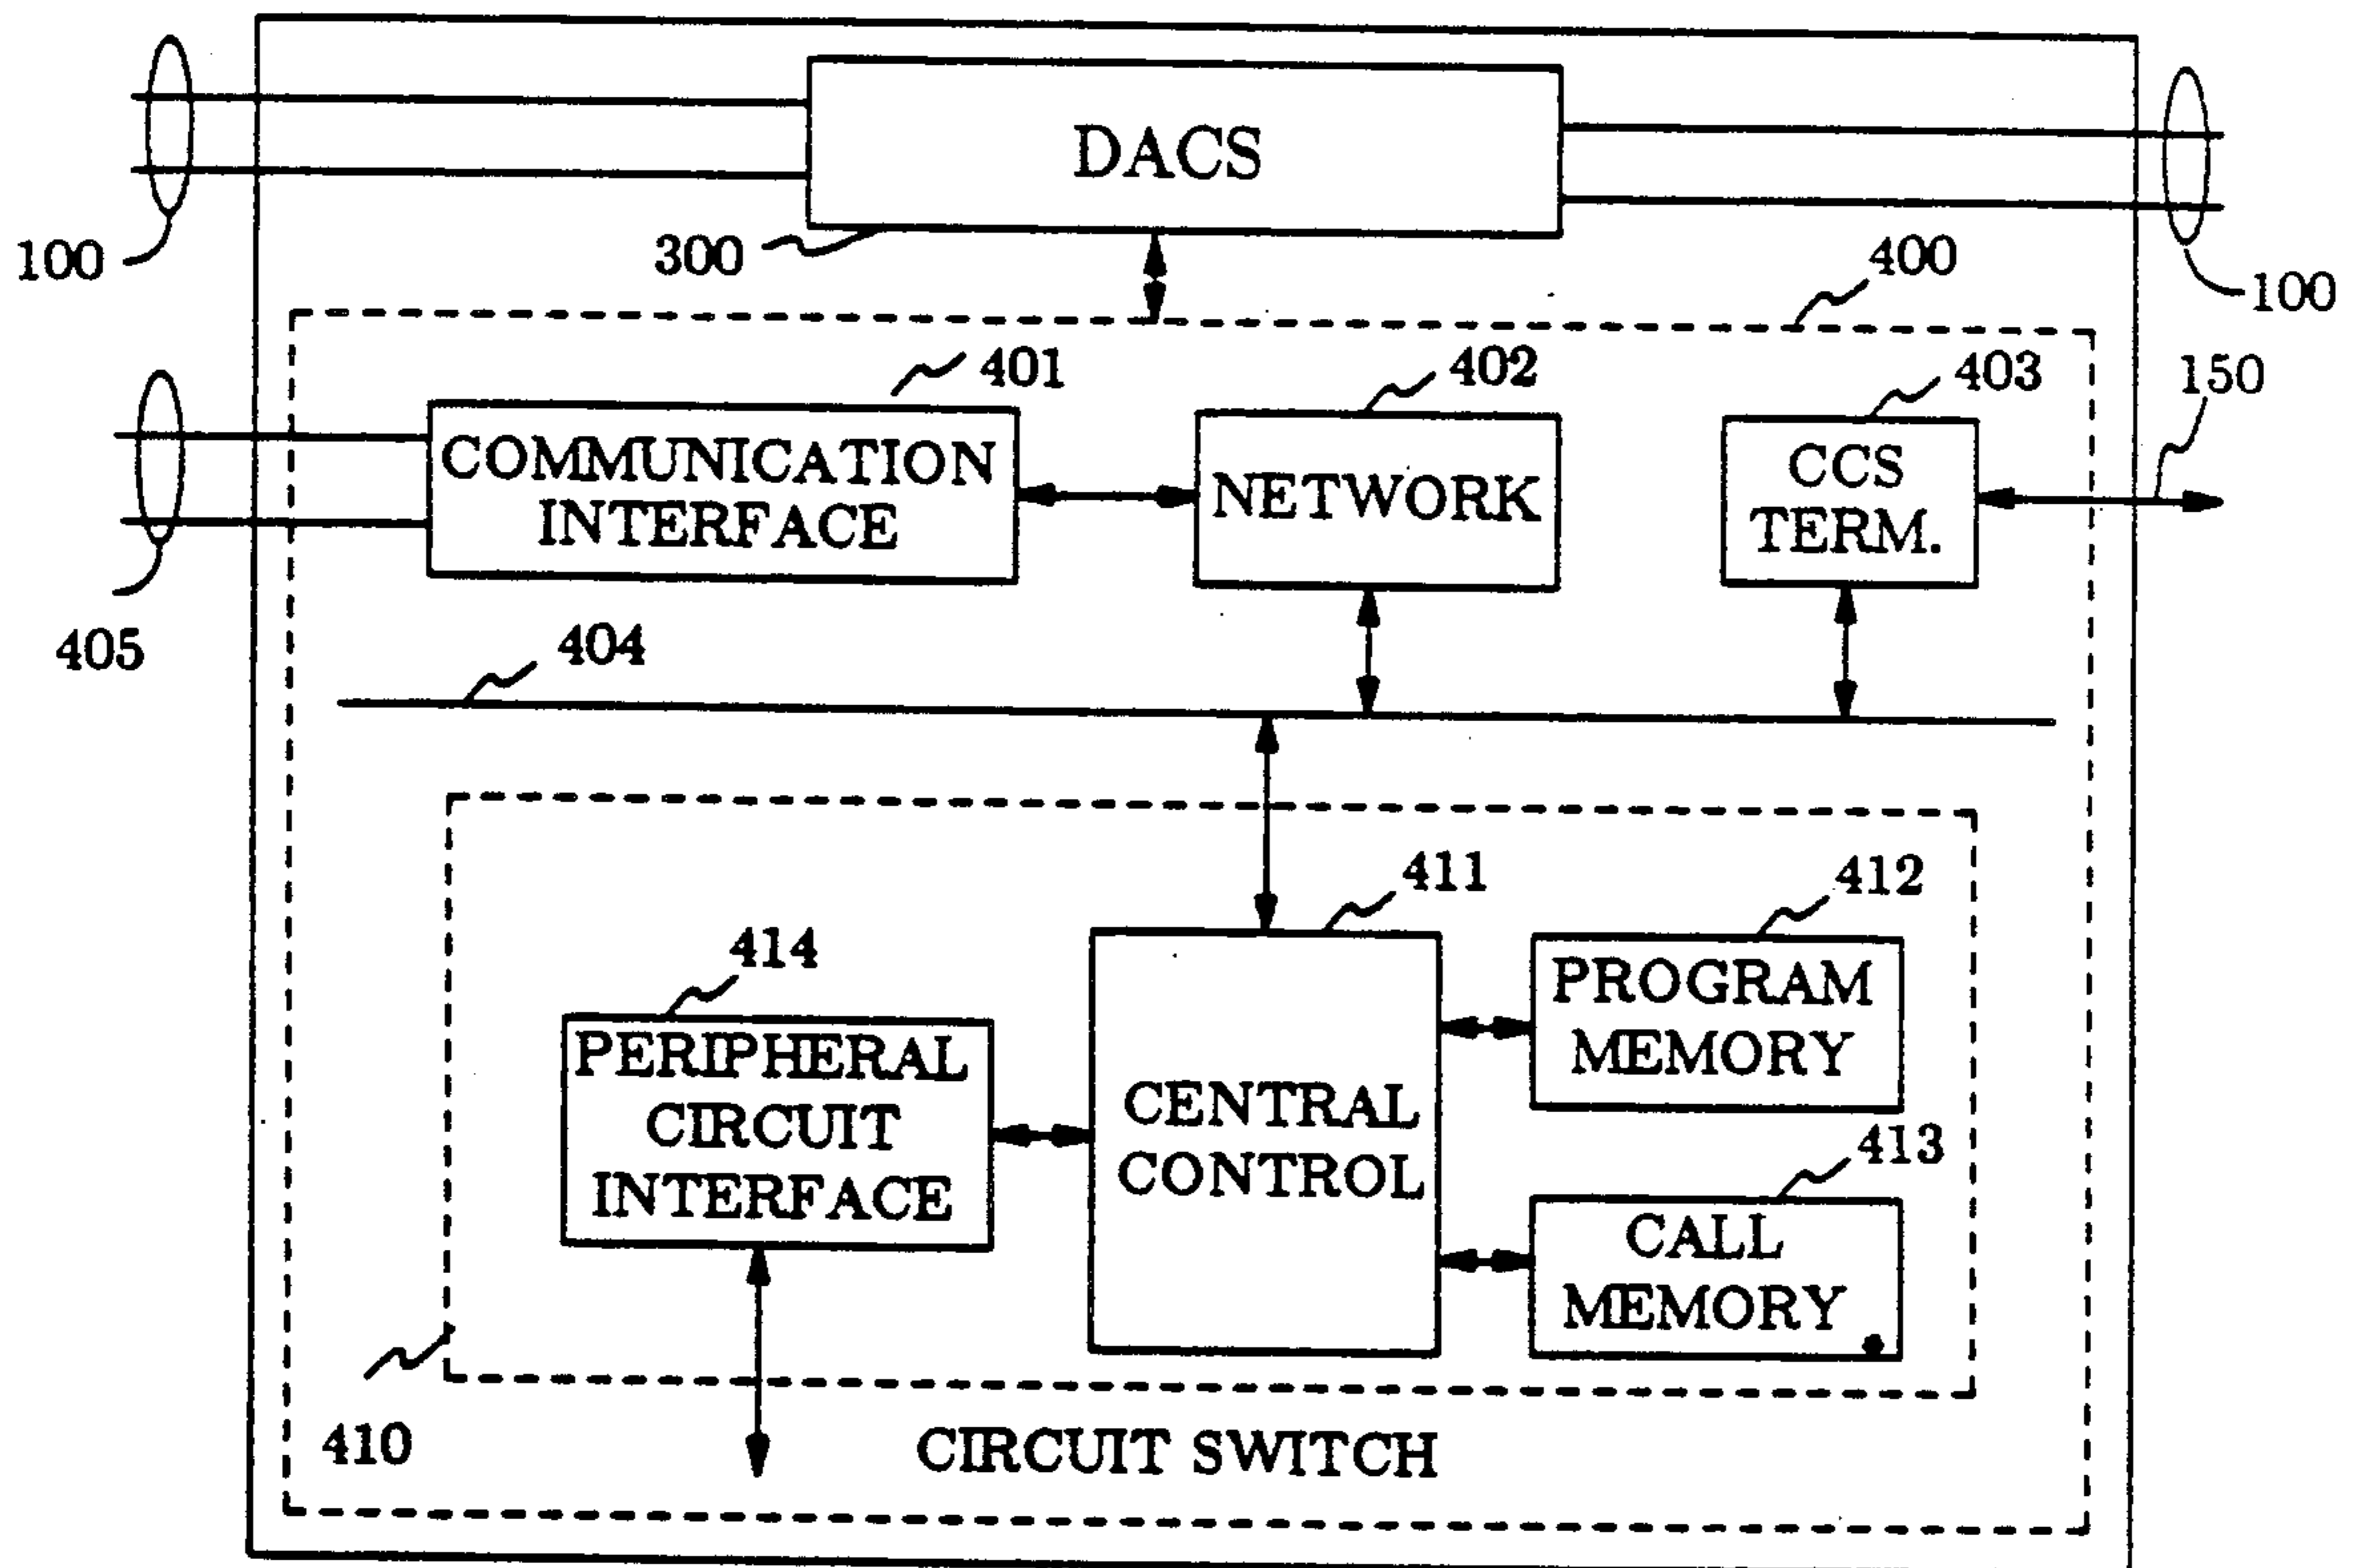 DACS
100
300
400
100
401
402
403
150
COMMUNICATION
INTERFACE
NETWORK
CCS
TERM.
405
404
411
412
414
PROGRAM
MEMORY
PERIPHERAL
CIRCUIT
INTERFACE
CENTRAL
CONTROL
413
CALL
MEMORY
410
CIRCUIT SWITCH